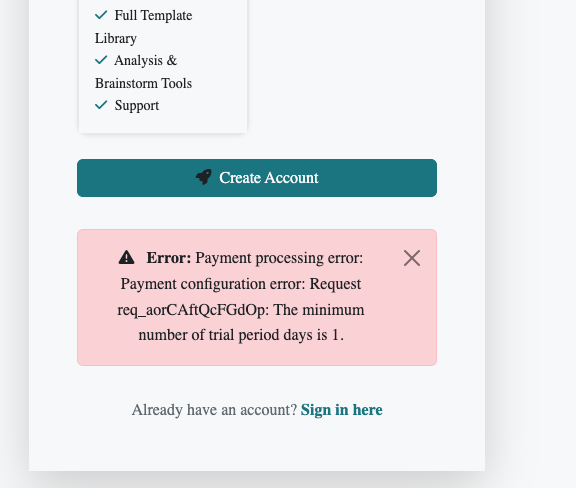 Full Template
Library
Analysis &
Brainstorm Tools
Support
Create Account
Error: Payment processing error:
Payment configuration error: Request
req_aorCAftQcFGdOp: The minimum
number of trial period days is 1.
Already have an account? Sign in here